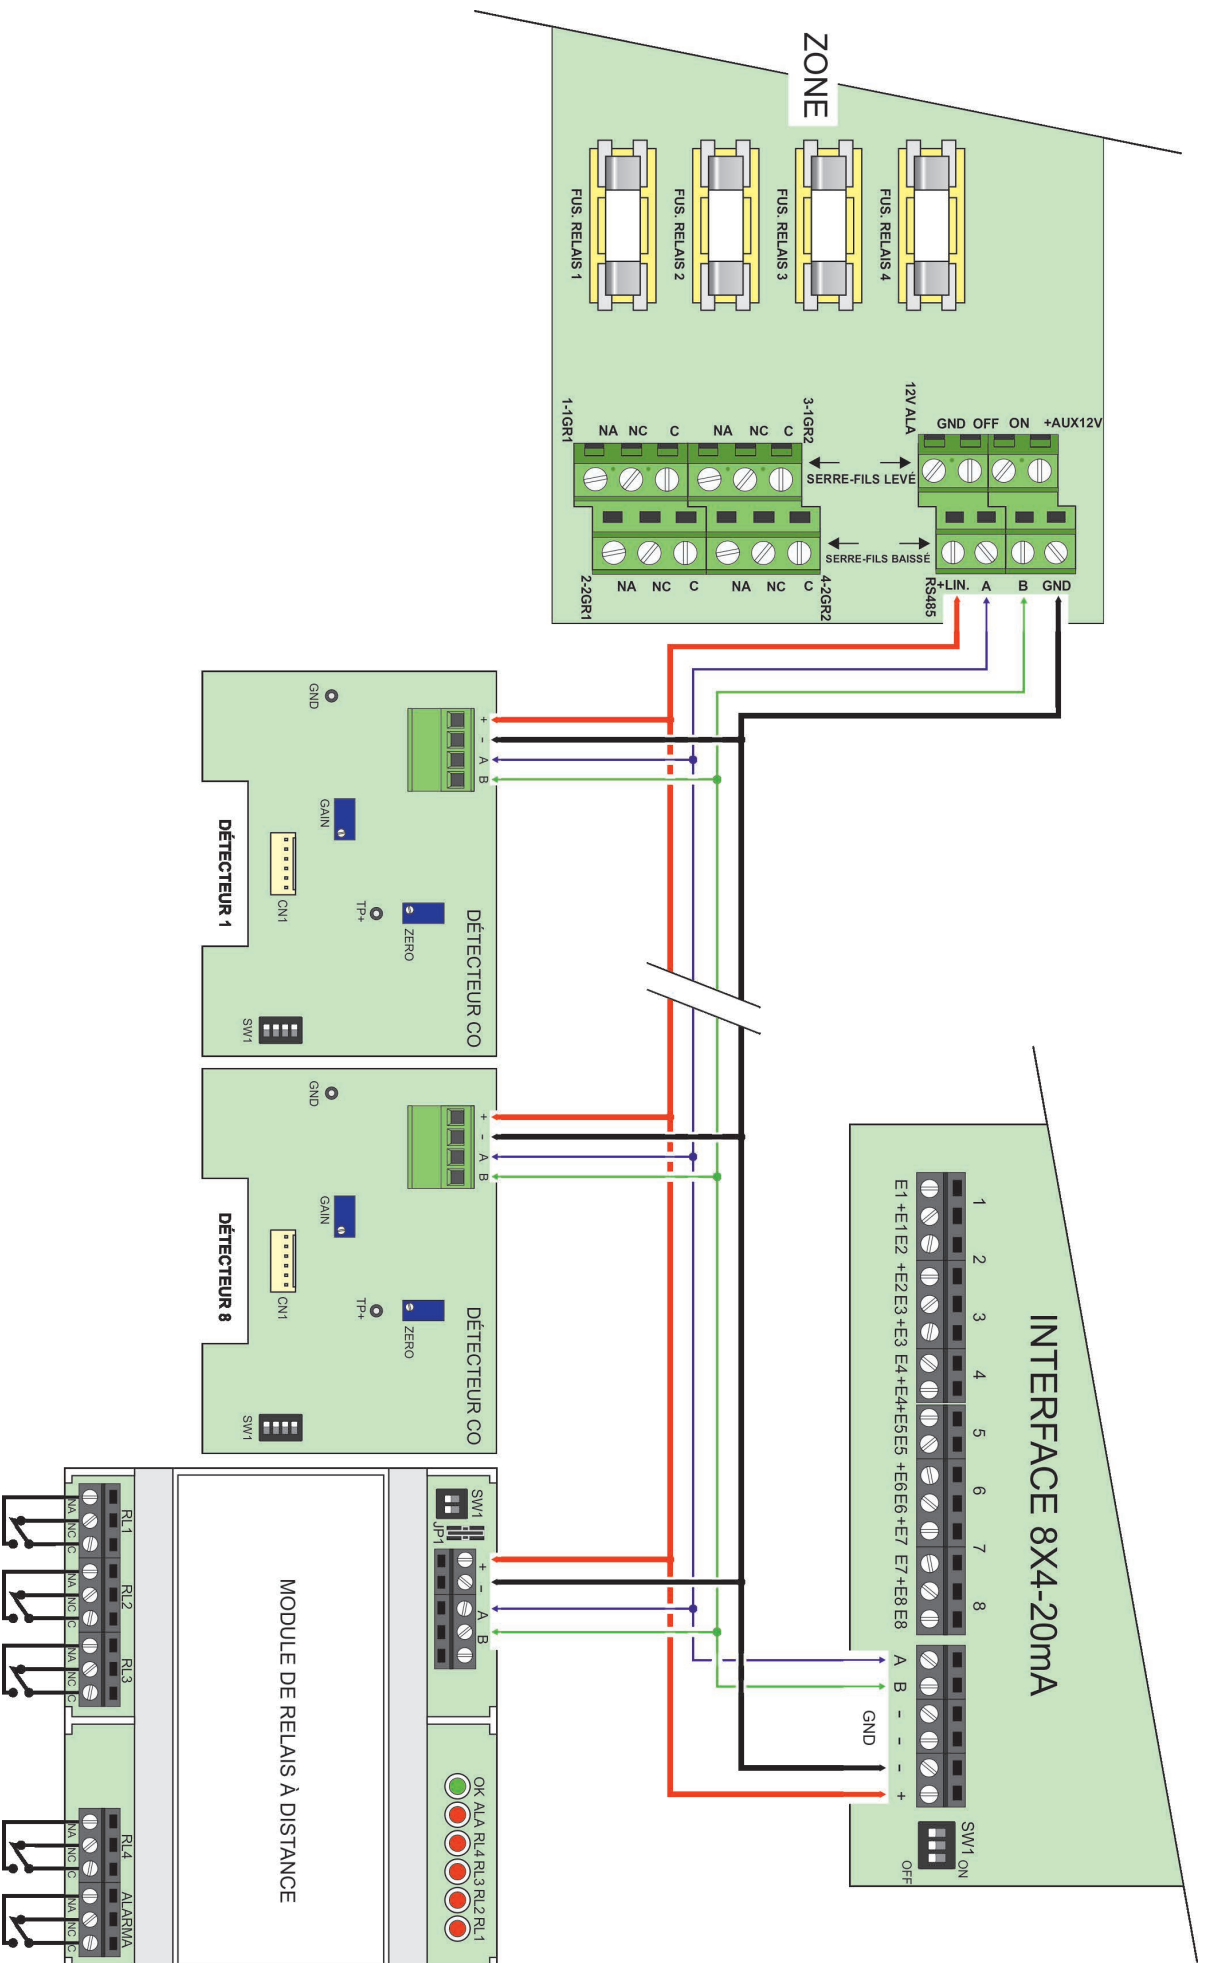 ZONE
FUS. RELAIS 1
FUS. RELAIS 2
FUS. RELAIS 3
FUS. RELAIS 4
1-1GR1
NA NC C
NA NC C
3-1GR2
12V ALA
GND OFF ON +AUX12V
SERRE-FILS LEVÉ
SERRE-FILS BAISSÉ
2-2GR1
NA NC C
NA NC C
4-2GR2
RS485
+LIN. A B GND
GND
+ - A B
GAIN
CN1
TP+
ZERO
DÉTECTEUR CO
DÉTECTEUR 1
SW1
GND
+ - A B
GAIN
CN1
TP+
ZERO
DÉTECTEUR CO
DÉTECTEUR 8
SW1
INTERFACE 8X4-20mA
1 2 3 4 5 6 7 8
E1 +E1 E2 +E2 E3 +E3 E4 +E4 +E5 E5 +E6 E6 +E7 E7 +E8 E8
A B - - - +
GND
SW1
ON
OFF
SW1
JP1
+ - A B
OK ALA RL4 RL3 RL2 RL1
MODULE DE RELAIS À DISTANCE
RL1
NA NC C
RL2
NA NC C
RL3
NA NC C
RL4
NA NC C
ALARMA
NA NC C